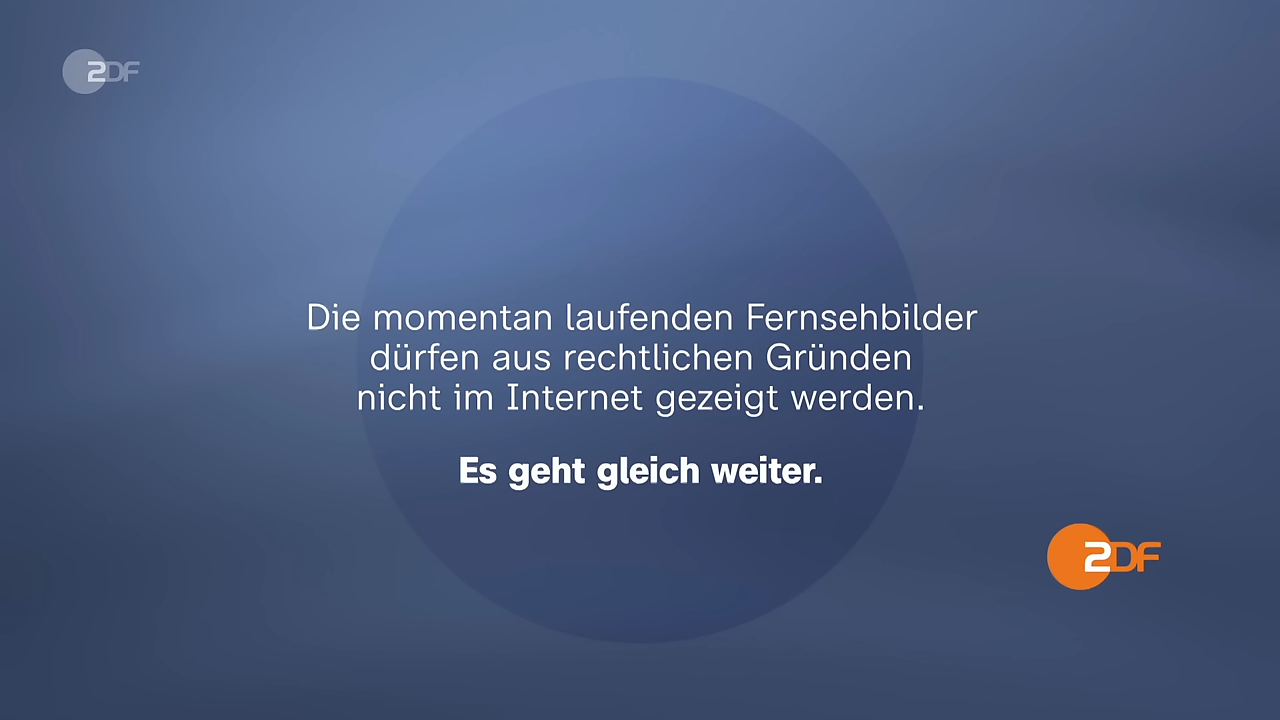 ZDF
Die momentan laufenden Fernsehbilder
dürfen aus rechtlichen Gründen
nicht im Internet gezeigt werden.
Es geht gleich weiter.
ZDF